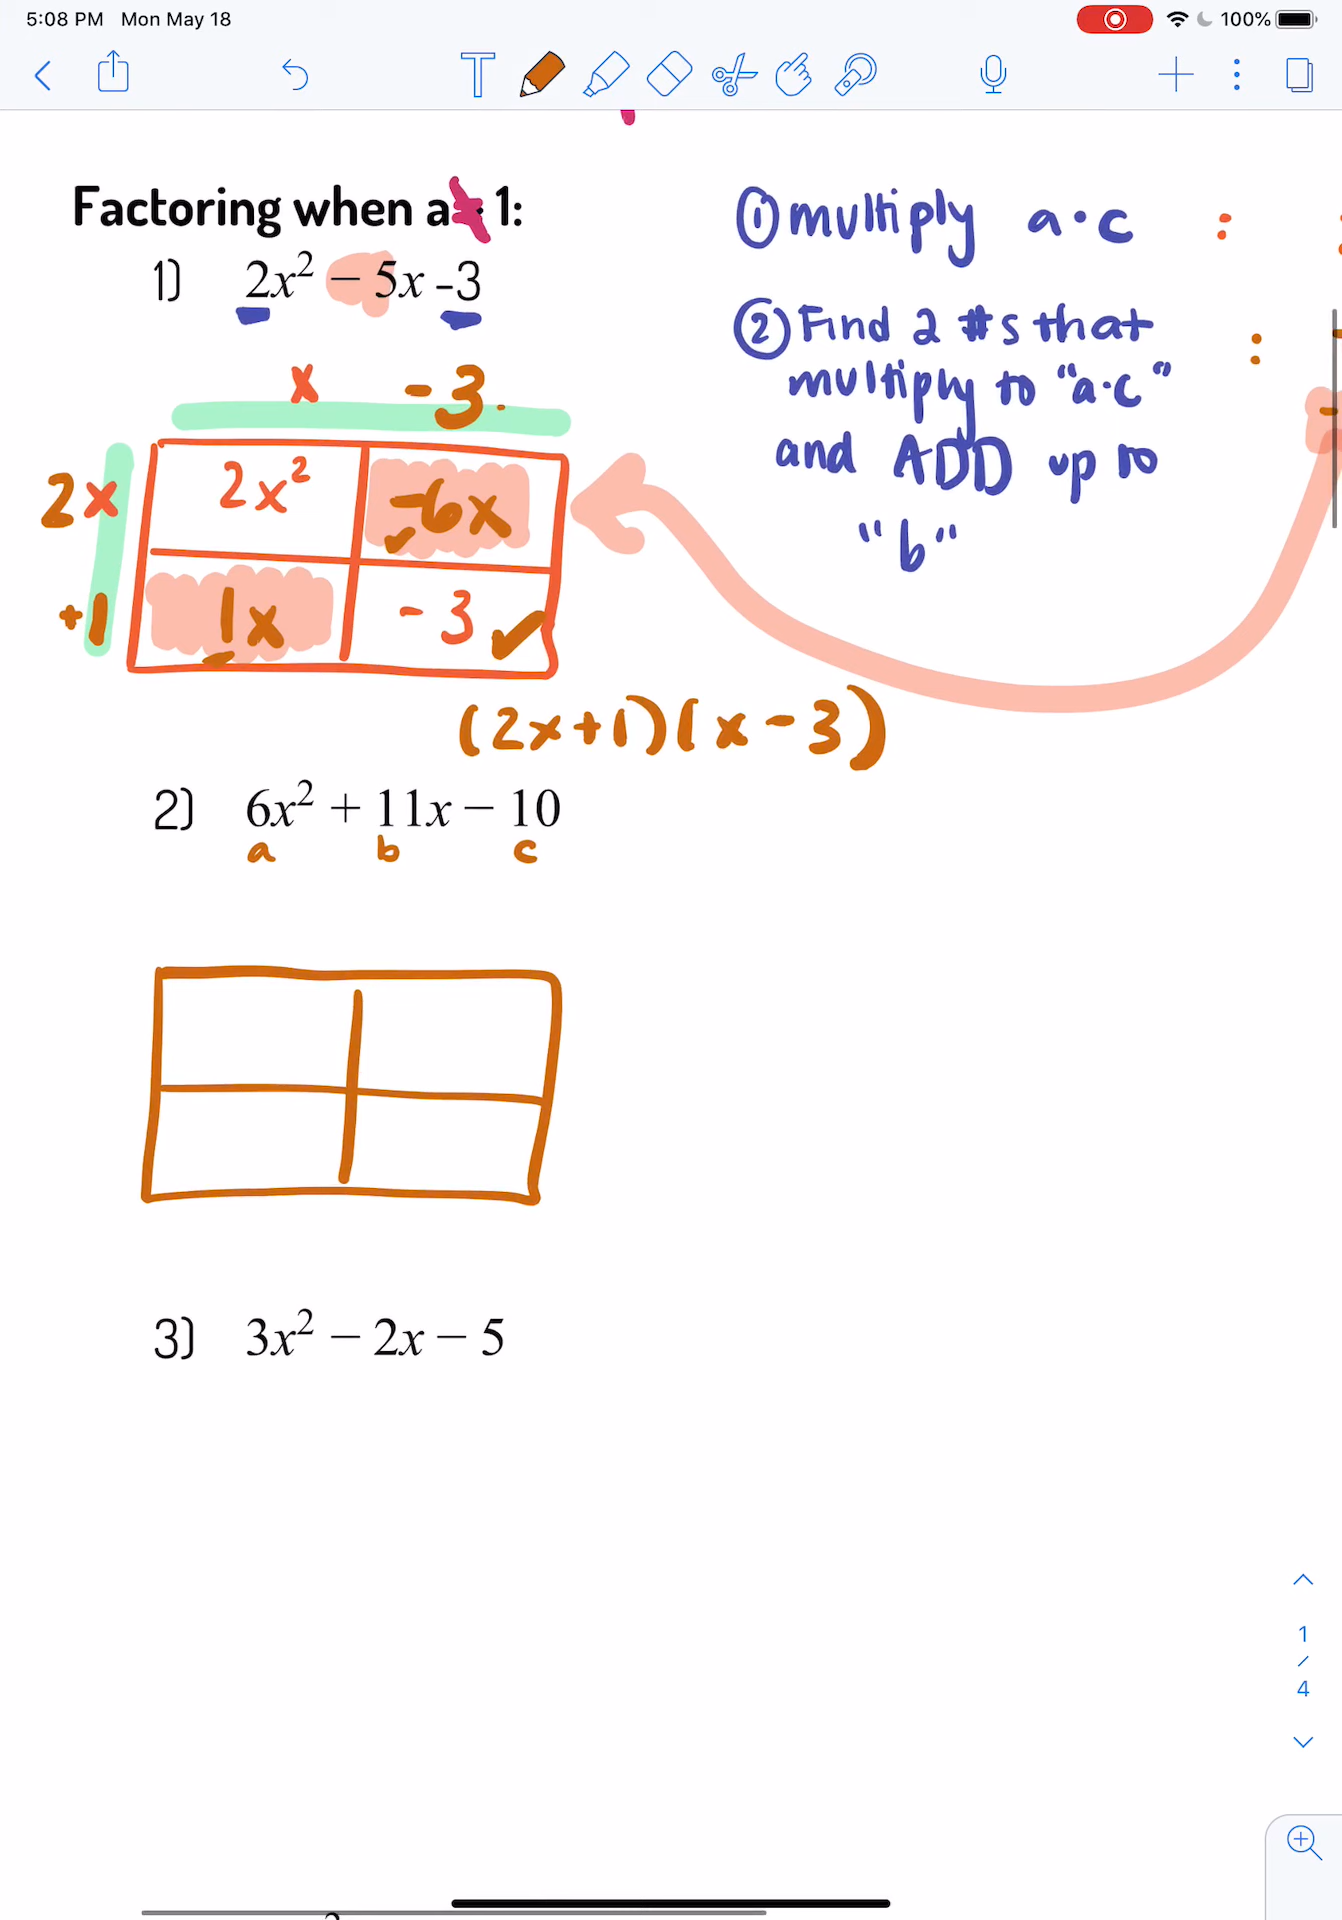 5:08 PM Mon May 18
100%
Factoring when a ≠ 1:
1) 2x² – 5x -3
x -3
2x 2x² -6x
+1 1x -3 ✓
(2x+1)(x-3)
① multiply a·c :
② Find 2 #s that :
multiply to "a·c"
and ADD up to
"b"
2) 6x² + 11x – 10
a b c
3) 3x² – 2x – 5
1
/
4